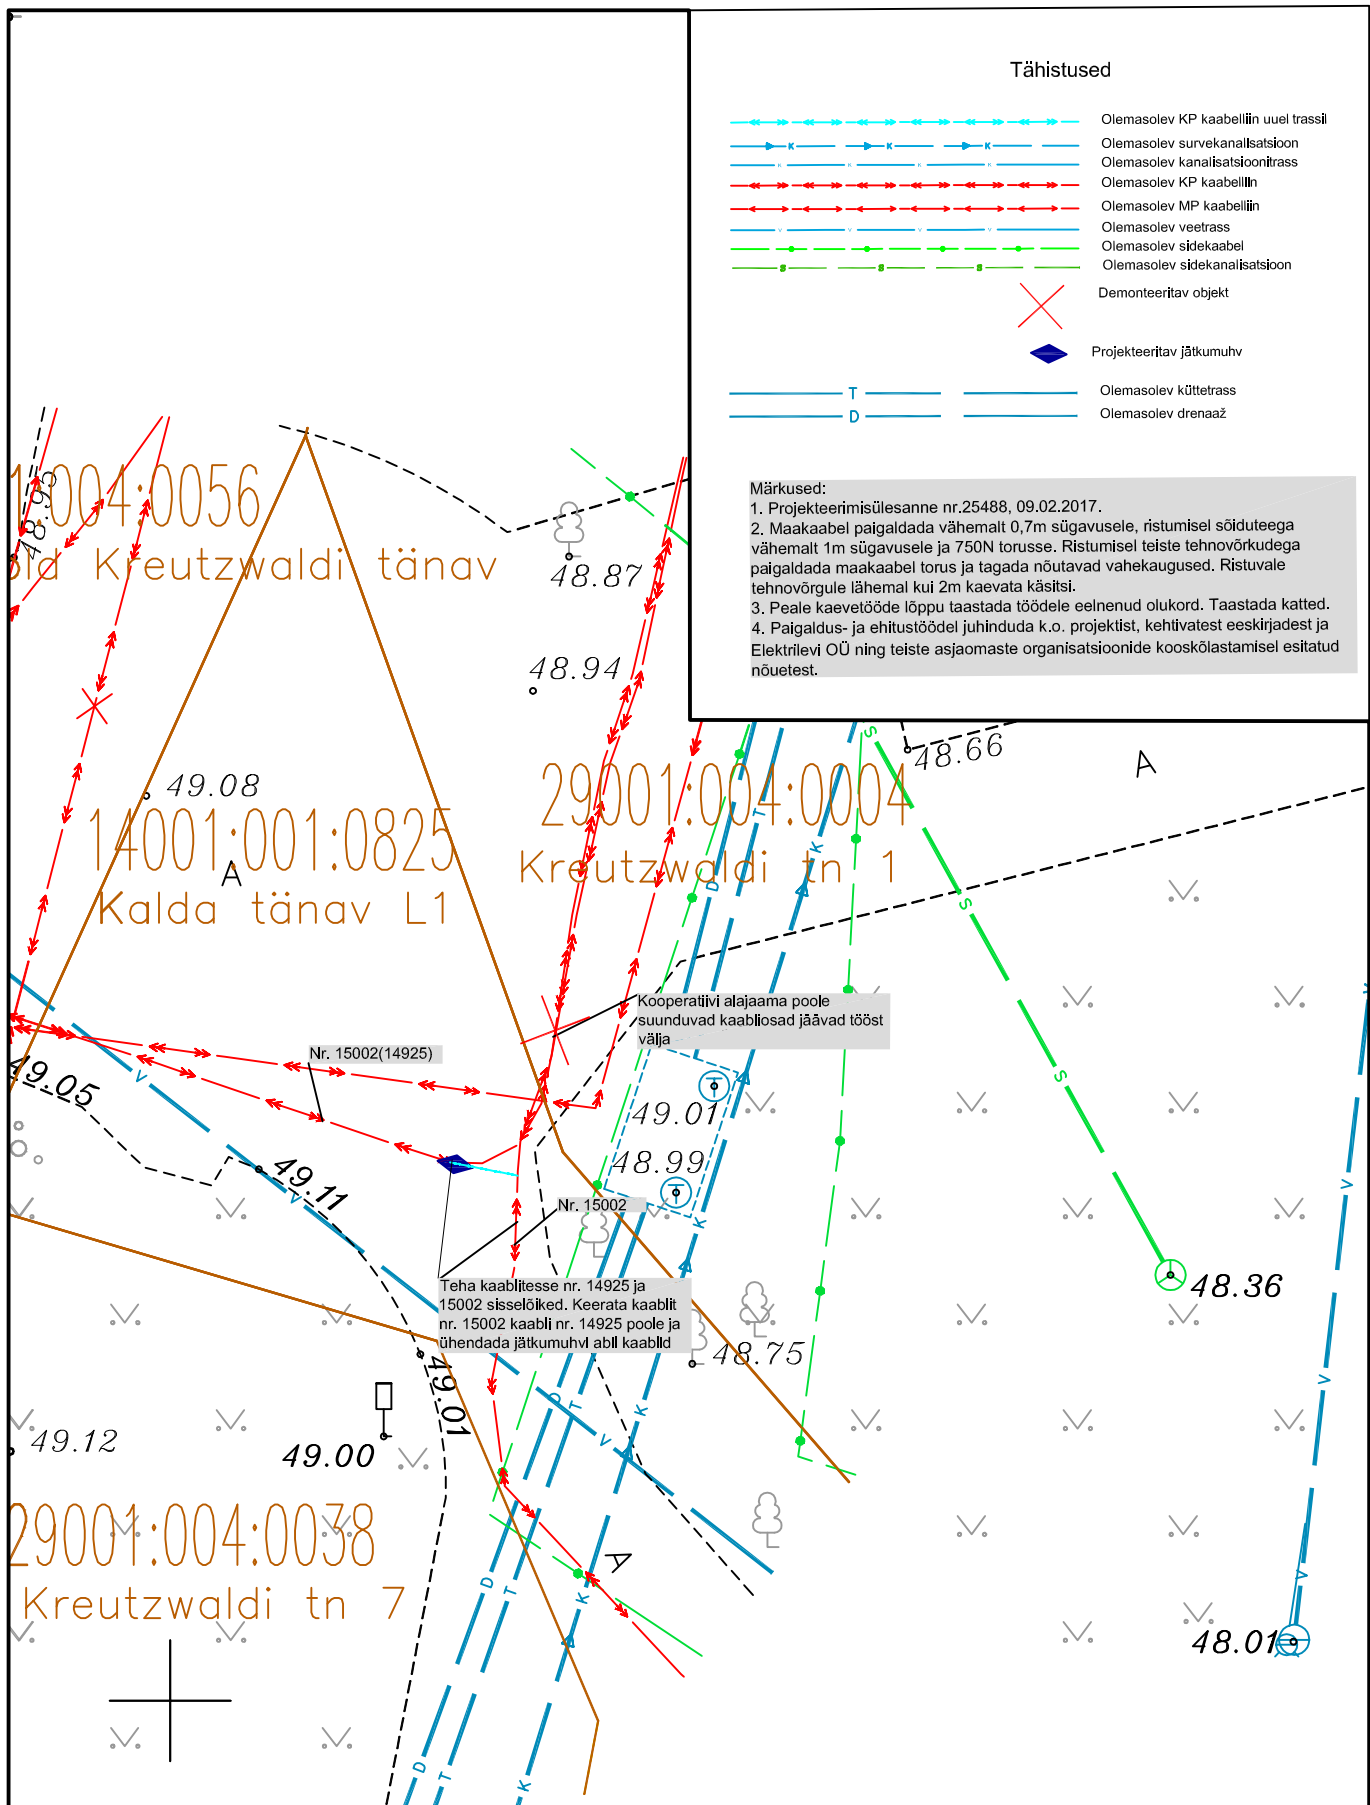 Tähistused
Olemasolev KP kaabelliin uuel trassil
Olemasolev survekanalisatsioon
Olemasolev kanalisatsioonitrass
Olemasolev KP kaabelliin
Olemasolev MP kaabelliin
Olemasolev veetrass
Olemasolev sidekaabel
Olemasolev sidekanalisatsioon
Demonteeritav objekt
Projekteeritav jätkumuhv
T Olemasolev küttetrass
D Olemasolev drenaaž
Märkused:
1. Projekteerimisülesanne nr.25488, 09.02.2017.
2. Maakaabel paigaldada vähemalt 0,7m sügavusele, ristumisel sõiduteega
vähemalt 1m sügavusele ja 750N torusse. Ristumisel teiste tehnovõrkudega
paigaldada maakaabel torus ja tagada nõutavad vahekaugused. Ristuvale
tehnovõrgule lähemal kui 2m kaevata käsitsi.
3. Peale kaevetööde lõppu taastada töödele eelnenud olukord. Taastada katted.
4. Paigaldus- ja ehitustöödel juhinduda k.o. projektist, kehtivatest eeskirjadest ja
Elektrilevi OÜ ning teiste asjaomaste organisatsioonide kooskõlastamisel esitatud
nõuetest.
1:004:0056
48.95
Kreutzwaldi tänav
48.87
48.94
48.66
A
49.08
29001:004:0004
Kreutzwaldi tn 1
14001:001:0825
A
Kalda tänav L1
Kooperatiivi alajaama poole
suunduvad kaabliosad jäävad tööst
välja
Nr. 15002(14925)
49.05
49.01
48.99
49.11
Nr. 15002
48.36
Teha kaablitesse nr. 14925 ja
15002 sisselõiked. Keerata kaablit
nr. 15002 kaabli nr. 14925 poole ja
ühendada jätkumuhvi abil kaablid
48.75
49.01
49.12
49.00
29001:004:0038
Kreutzwaldi tn 7
A
48.01